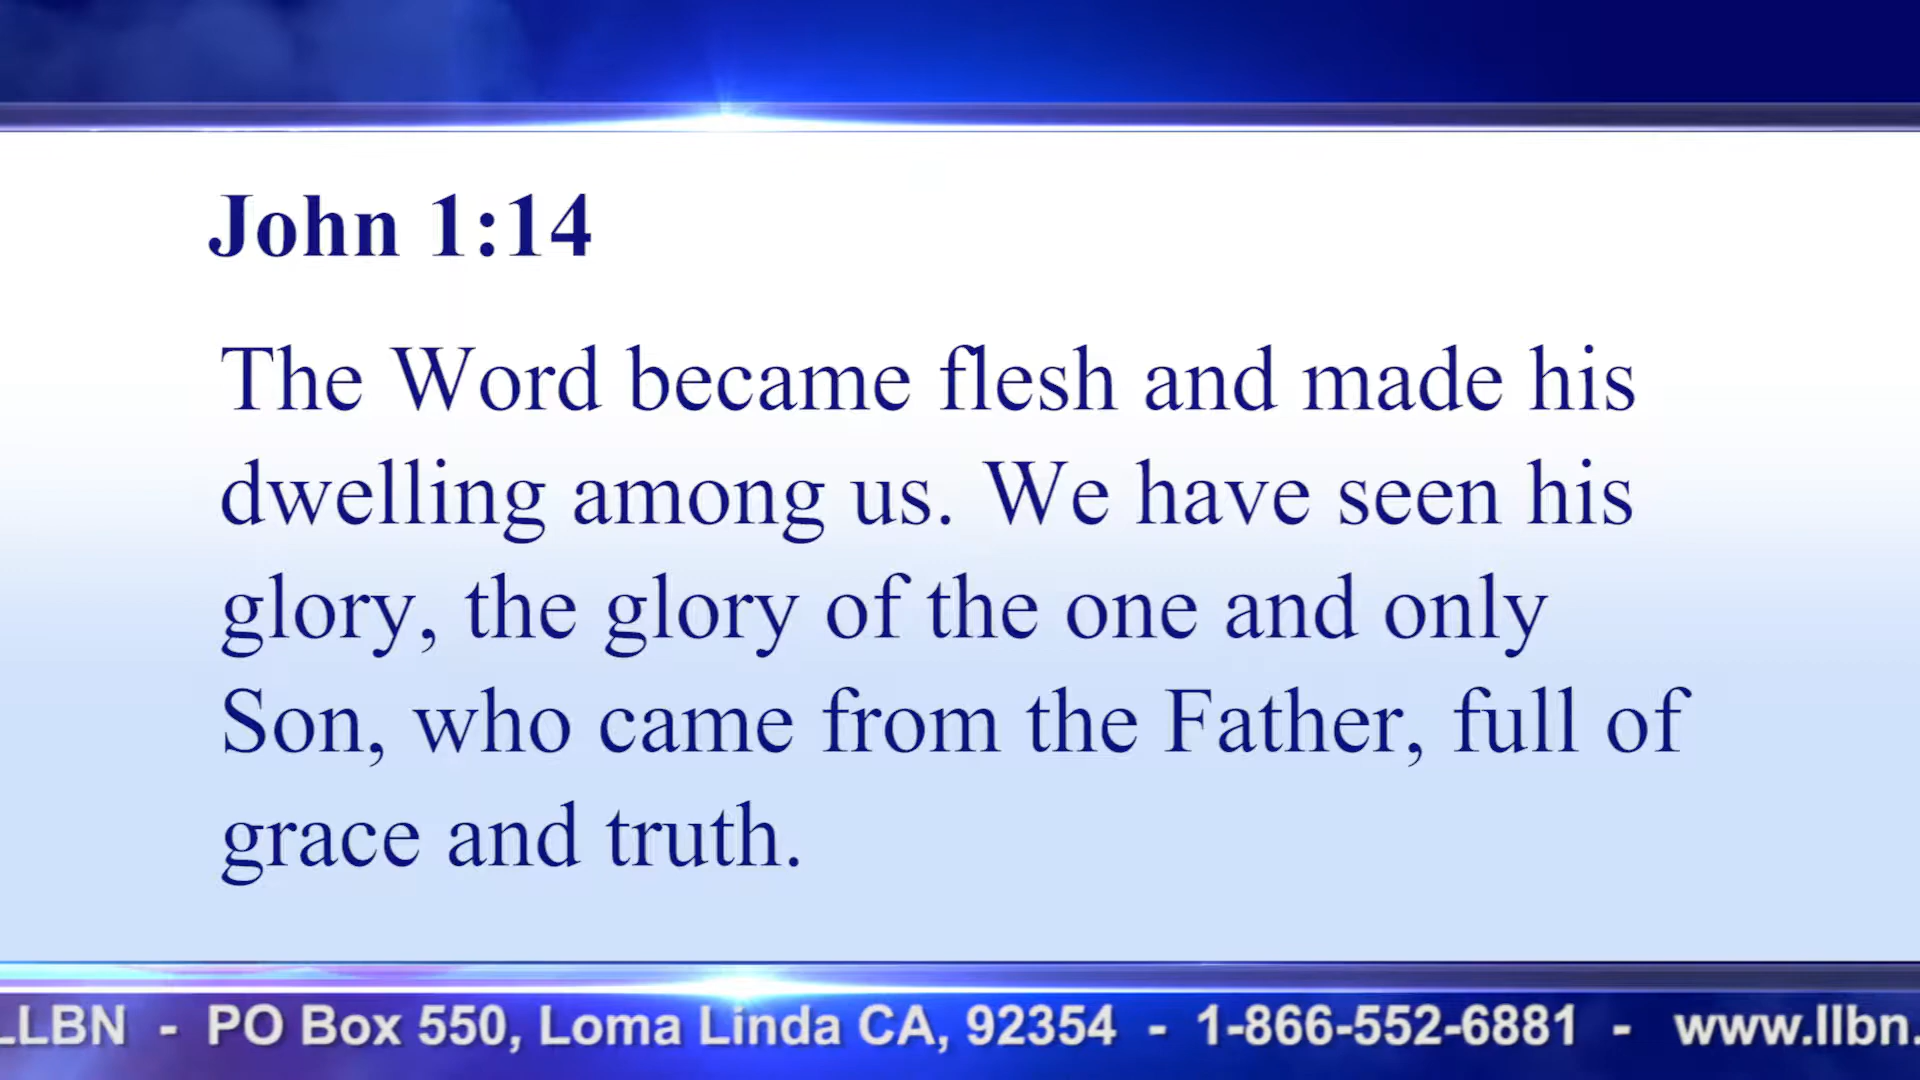 John 1:14
The Word became flesh and made his
dwelling among us. We have seen his
glory, the glory of the one and only
Son, who came from the Father, full of
grace and truth.
LLBN - PO Box 550, Loma Linda CA, 92354 - 1-866-552-6881 - www.llbn.